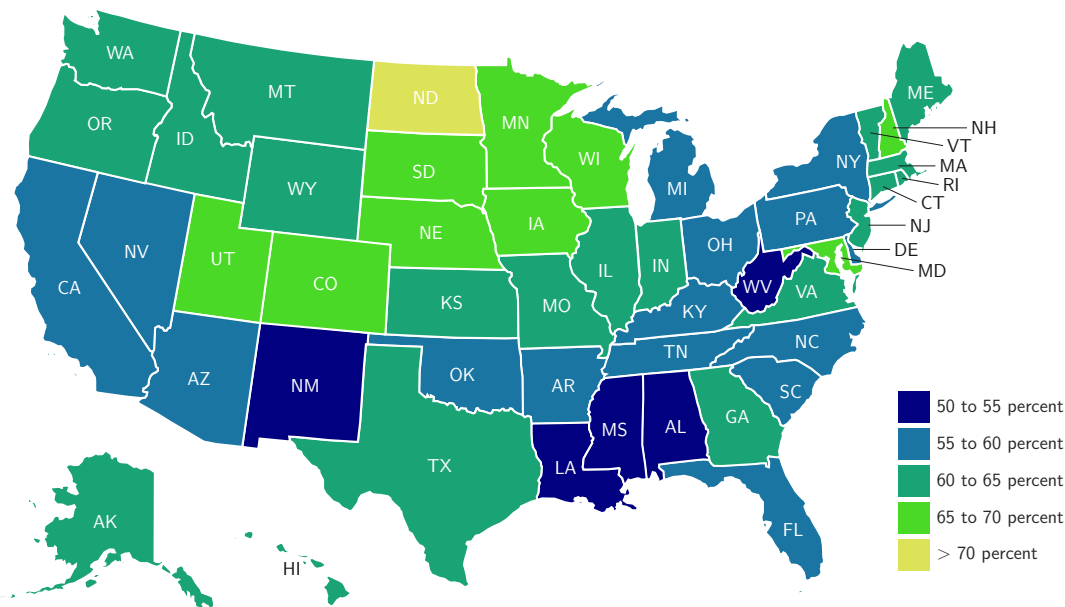 WA
MT
ND
MN
ME
OR
ID
WY
SD
WI
MI
NY
NH
VT
MA
RI
CT
NV
UT
CO
NE
IA
IL
IN
OH
PA
NJ
DE
MD
CA
KS
MO
KY
WV
VA
AZ
NM
OK
AR
TN
NC
SC
TX
LA
MS
AL
GA
FL
AK
HI
50 to 55 percent
55 to 60 percent
60 to 65 percent
65 to 70 percent
> 70 percent